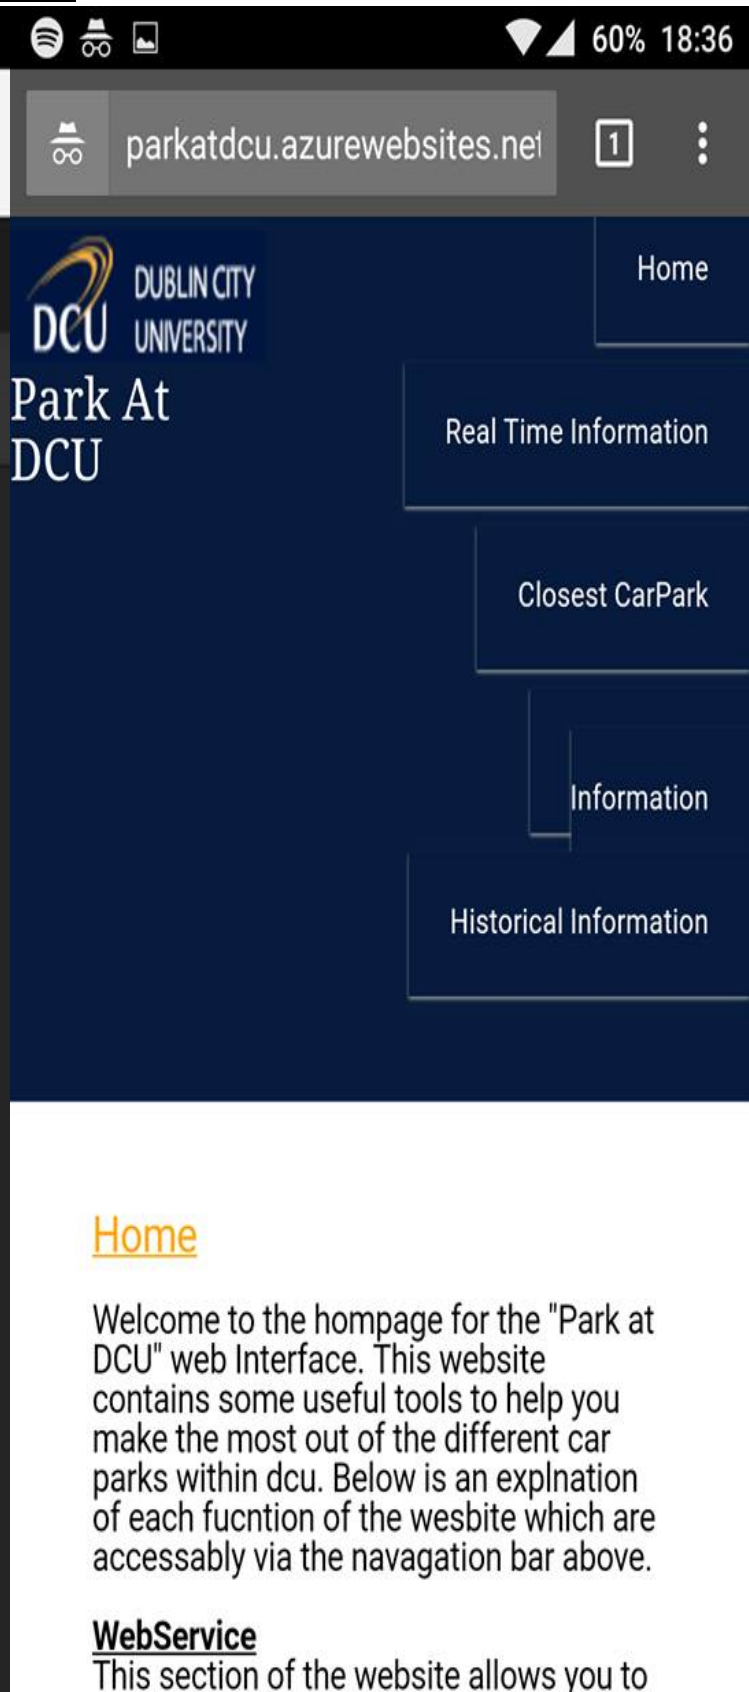 60% 18:36
parkatdcu.azurewebsites.net
1
DCU DUBLIN CITY UNIVERSITY
Park At
DCU
Home
Real Time Information
Closest CarPark
Information
Historical Information
Home
Welcome to the hompage for the "Park at
DCU" web Interface. This website
contains some useful tools to help you
make the most out of the different car
parks within dcu. Below is an explnation
of each fucntion of the wesbite which are
accessably via the navagation bar above.
WebService
This section of the website allows you to